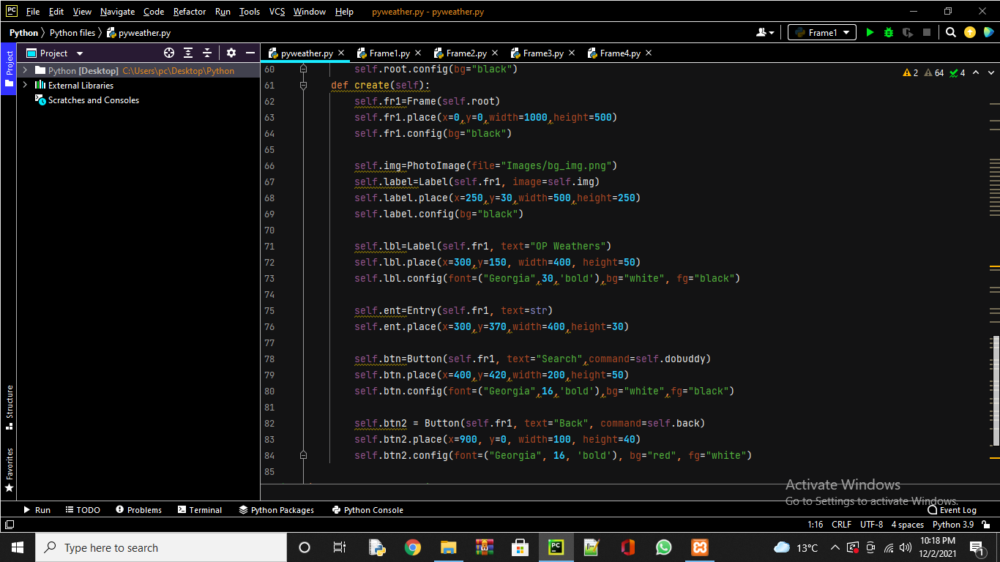 PC File Edit View Navigate Code Refactor Run Tools VCS Window Help pyweather.py - pyweather.py
Python Python files pyweather.py Frame1
Project pyweather.py Frame1.py Frame2.py Frame3.py Frame4.py
Project
Python [Desktop] C:\Users\pc\Desktop\Python
External Libraries
Scratches and Consoles
2 64 4
60 self.root.config(bg="black")
61 def create(self):
62 self.fr1=Frame(self.root)
63 self.fr1.place(x=0,y=0,width=1000,height=500)
64 self.fr1.config(bg="black")
65
66 self.img=PhotoImage(file="Images/bg_img.png")
67 self.label=Label(self.fr1, image=self.img)
68 self.label.place(x=250,y=30,width=500,height=250)
69 self.label.config(bg="black")
70
71 self.lbl=Label(self.fr1, text="OP Weathers")
72 self.lbl.place(x=300,y=150, width=400, height=50)
73 self.lbl.config(font=("Georgia",30,'bold'),bg="white", fg="black")
74
75 self.ent=Entry(self.fr1, text=str)
76 self.ent.place(x=300,y=370,width=400,height=30)
77
78 self.btn=Button(self.fr1, text="Search",command=self.dobuddy)
79 self.btn.place(x=400,y=420,width=200,height=50)
80 self.btn.config(font=("Georgia",16,'bold'),bg="white",fg="black")
81
82 self.btn2 = Button(self.fr1, text="Back", command=self.back)
83 self.btn2.place(x=900, y=0, width=100, height=40)
84 self.btn2.config(font=("Georgia", 16, 'bold'), bg="red", fg="white")
85
Structure
Favorites
Activate Windows
Go to Settings to activate Windows.
Run TODO Problems Terminal Python Packages Python Console Event Log
1:16 CRLF UTF-8 4 spaces Python 3.9
Type here to search PC 13°C 10:18 PM
12/2/2021 1